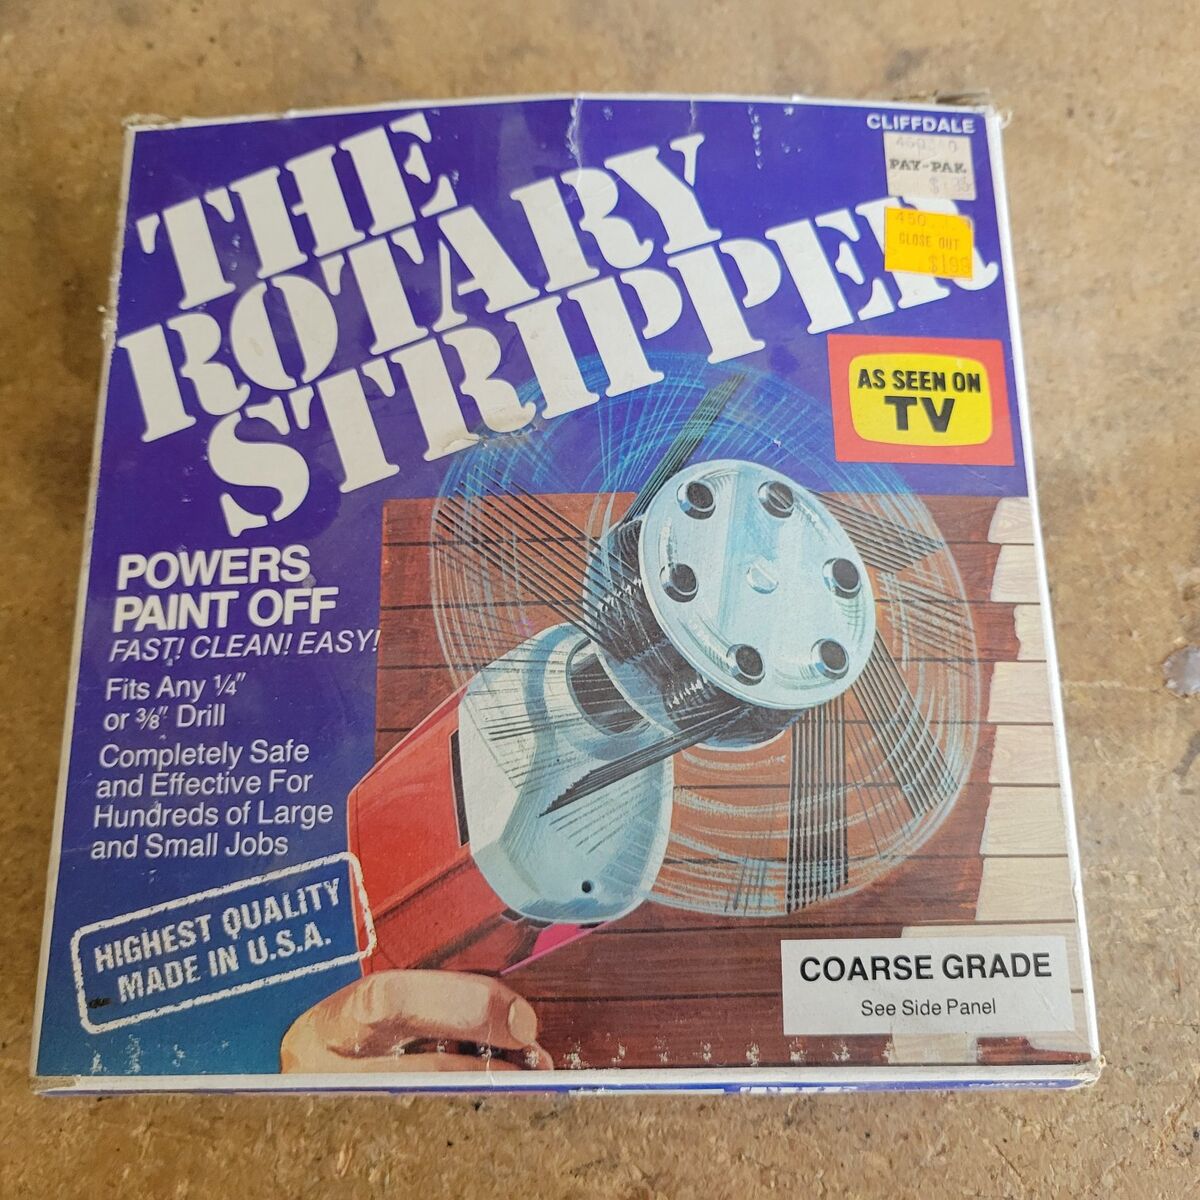 CLIFFDALE
PAY-PAK
CLOSE OUT
THE
ROTARY
STRIPPER
AS SEEN ON
TV
POWERS
PAINT OFF
FAST! CLEAN! EASY!
Fits Any ¼"
or ⅜" Drill
Completely Safe
and Effective For
Hundreds of Large
and Small Jobs
HIGHEST QUALITY
MADE IN U.S.A.
COARSE GRADE
See Side Panel